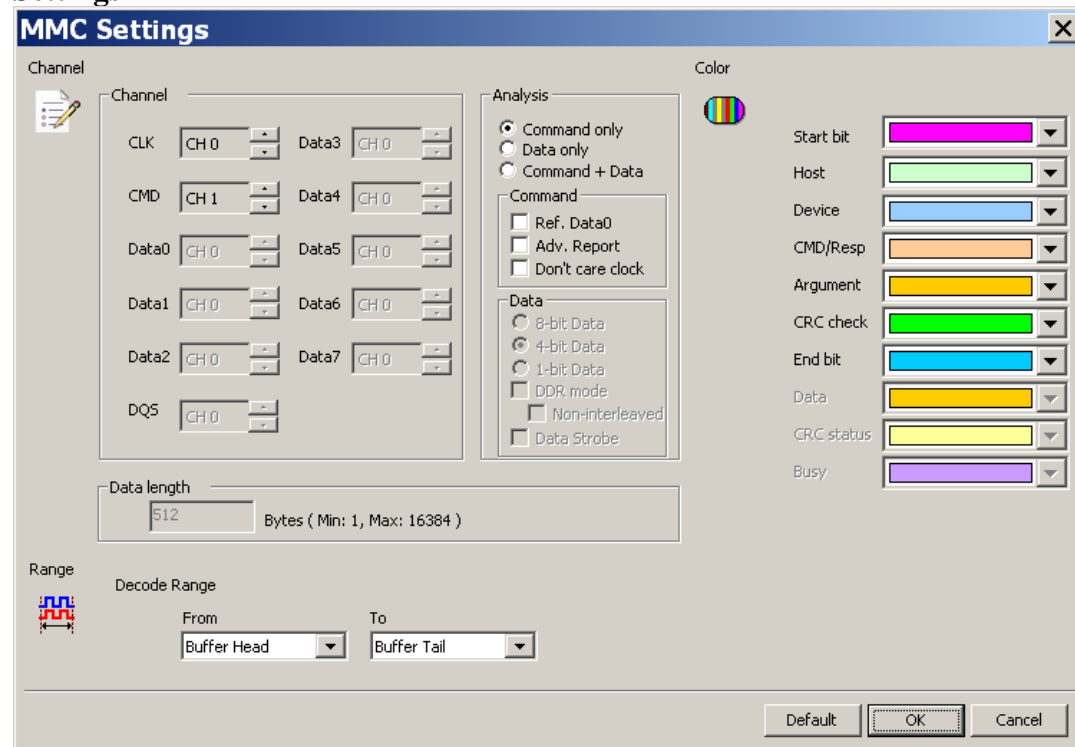 MMC Settings
Channel
Channel
CLK CH 0 Data3 CH 0
CMD CH 1 Data4 CH 0
Data0 CH 0 Data5 CH 0
Data1 CH 0 Data6 CH 0
Data2 CH 0 Data7 CH 0
DQS CH 0
Analysis
Command only
Data only
Command + Data
Command
Ref. Data0
Adv. Report
Don't care clock
Data
8-bit Data
4-bit Data
1-bit Data
DDR mode
Non-interleaved
Data Strobe
Color
Start bit
Host
Device
CMD/Resp
Argument
CRC check
End bit
Data
CRC status
Busy
Data length
512 Bytes ( Min: 1, Max: 16384 )
Range
Decode Range
From To
Buffer Head Buffer Tail
Default OK Cancel